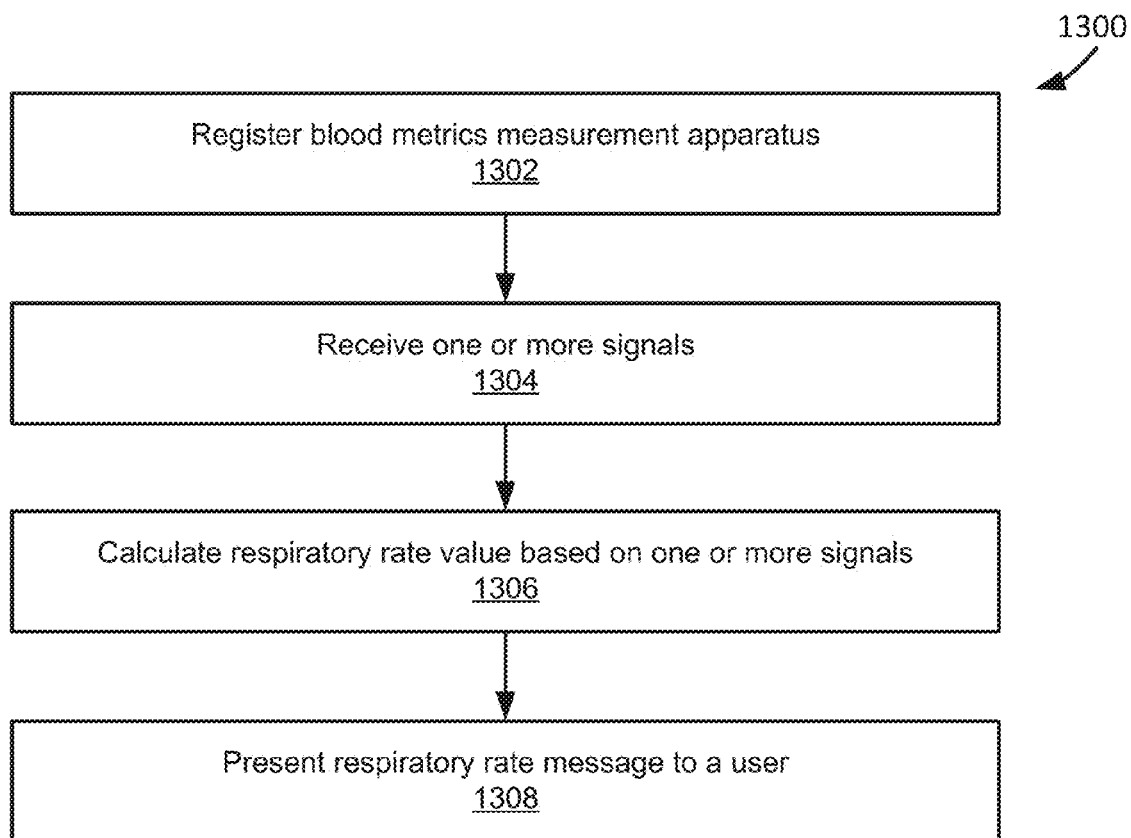 1300
Register blood metrics measurement apparatus
1302
Receive one or more signals
1304
Calculate respiratory rate value based on one or more signals
1306
Present respiratory rate message to a user
1308